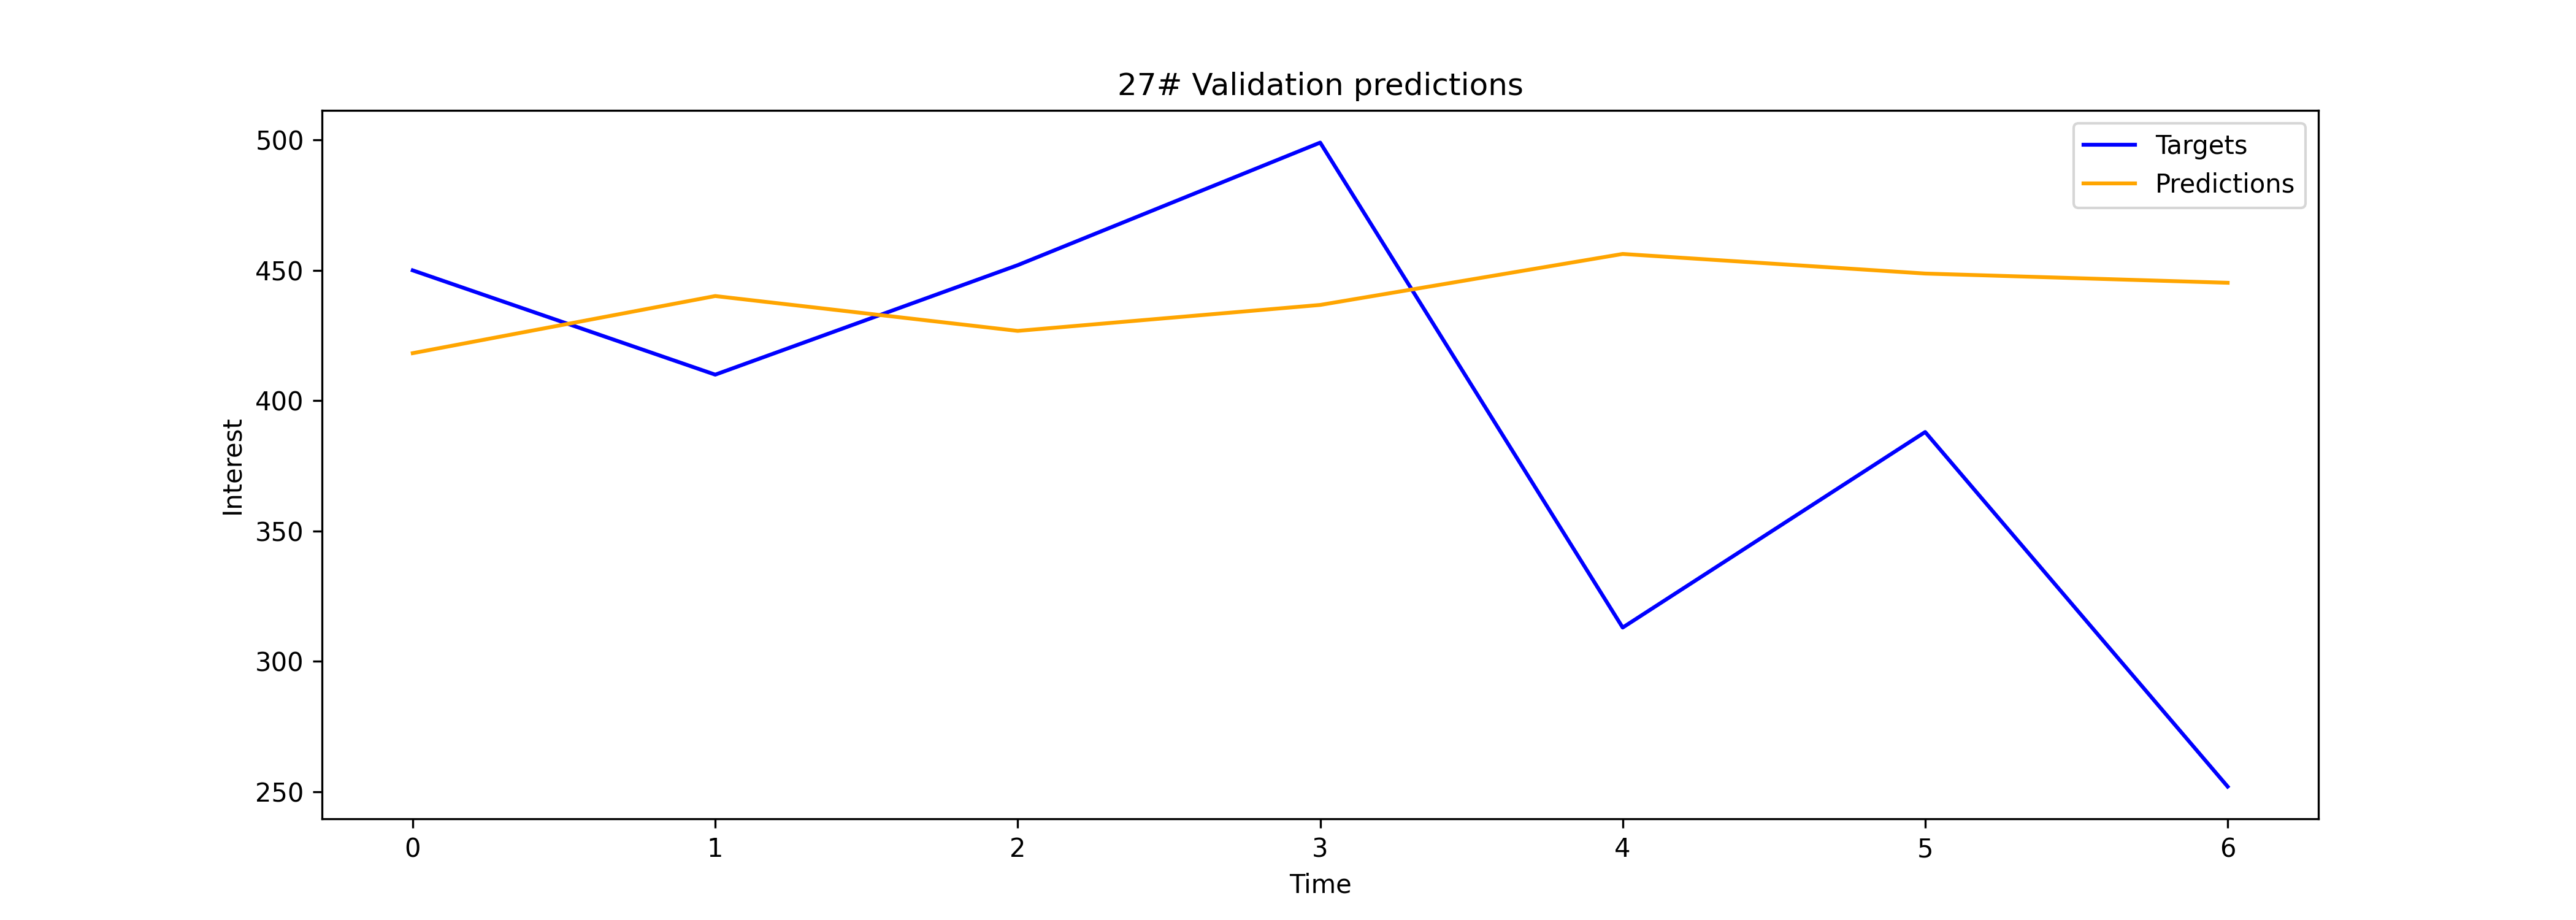 27# Validation predictions
Targets
Predictions
500
450
400
350
300
250
Interest
0 1 2 3 4 5 6
Time